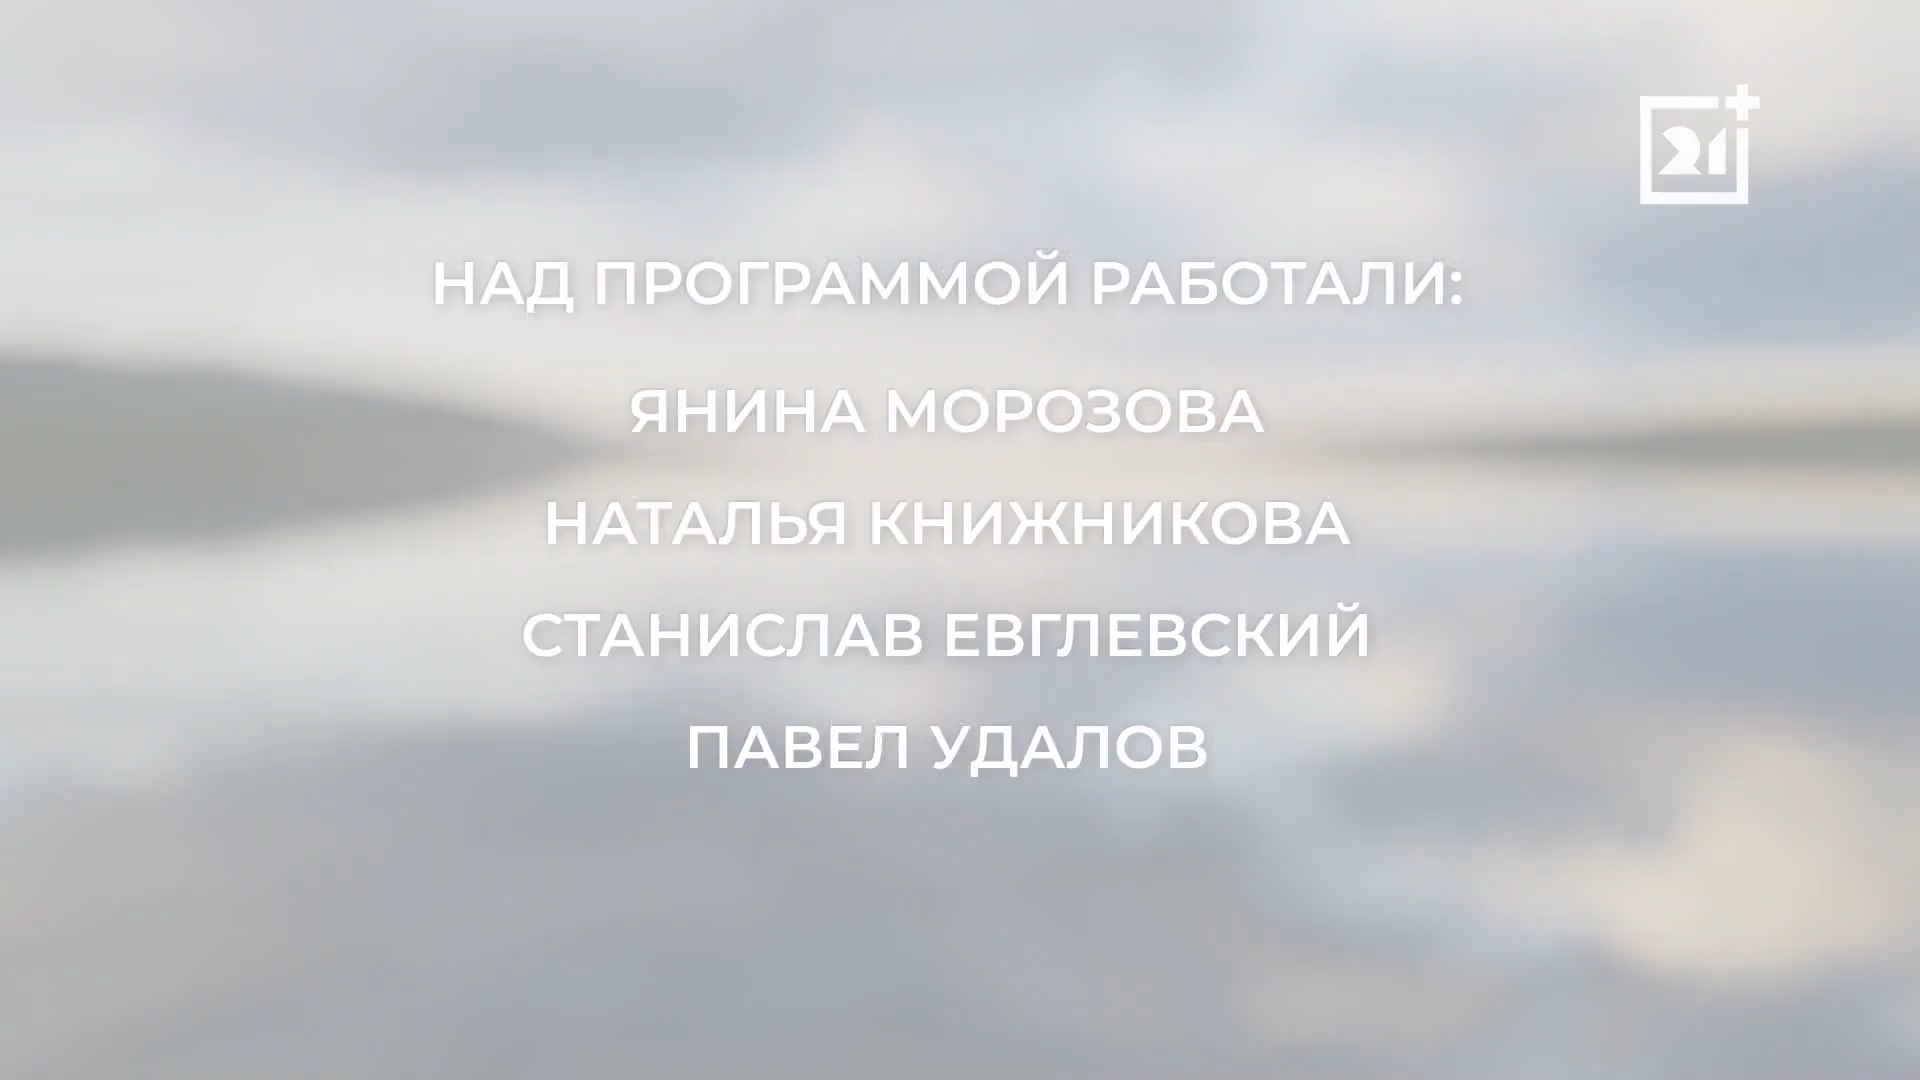 21+
НАД ПРОГРАММОЙ РАБОТАЛИ:
ЯНИНА МОРОЗОВА
НАТАЛЬЯ КНИЖНИКОВА
СТАНИСЛАВ ЕВГЛЕВСКИЙ
ПАВЕЛ УДАЛОВ